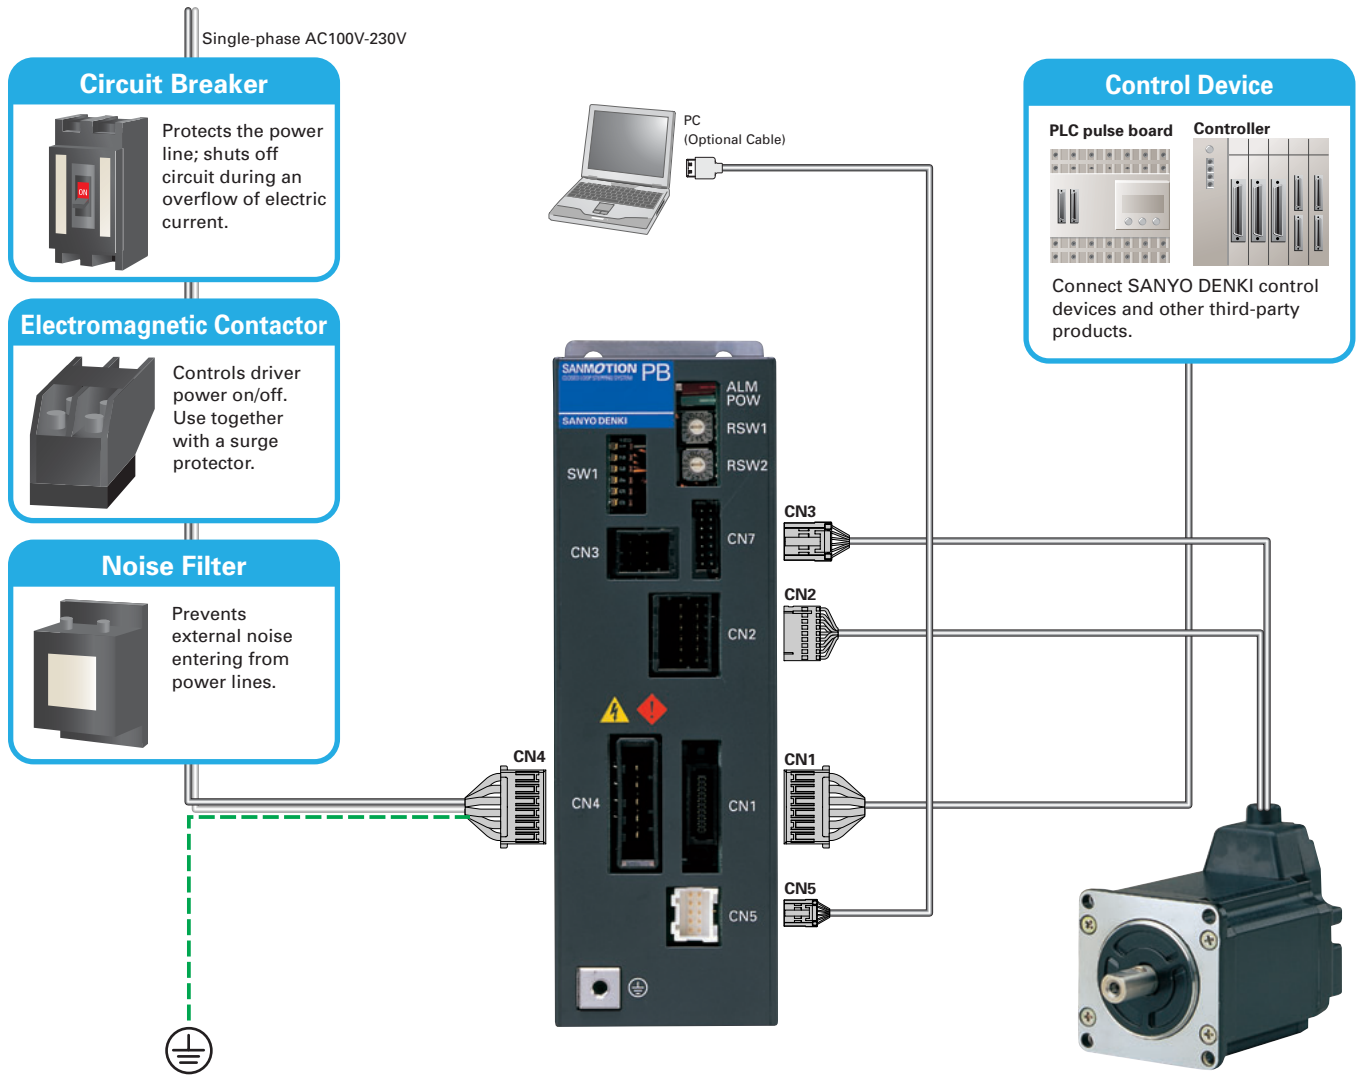 Single-phase AC100V-230V
Circuit Breaker
Protects the power
line; shuts off
circuit during an
overflow of electric
current.
ON
Electromagnetic Contactor
Controls driver
power on/off.
Use together
with a surge
protector.
Noise Filter
Prevents
external noise
entering from
power lines.
PC
(Optional Cable)
Control Device
PLC pulse board
Controller
Connect SANYO DENKI control
devices and other third-party
products.
SANMOTION PB
CLOSED LOOP STEPPING SYSTEM
SANYO DENKI
ALM
POW
RSW1
RSW2
SW1
CN3
CN7
CN2
CN4
CN1
CN5
CN3
CN2
CN4
CN1
CN5